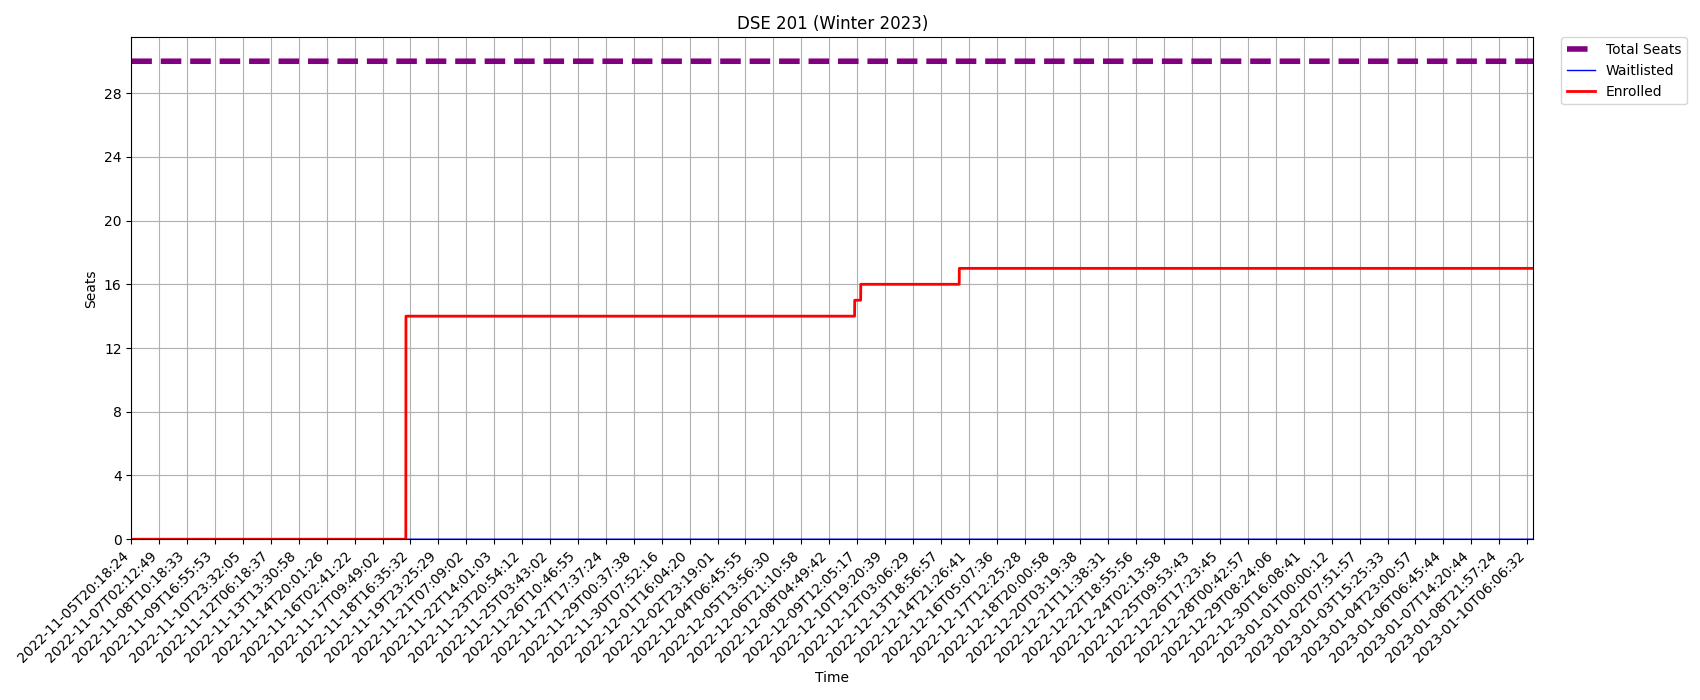 DSE 201 (Winter 2023)
Total Seats
Waitlisted
Enrolled
Seats
28
24
20
16
12
8
4
0
2022-11-05T20:18:24
2022-11-07T02:12:49
2022-11-08T10:18:33
2022-11-09T16:55:53
2022-11-10T23:32:05
2022-11-12T06:18:37
2022-11-13T13:30:58
2022-11-14T20:01:26
2022-11-16T02:41:22
2022-11-17T09:49:02
2022-11-18T16:35:32
2022-11-19T23:25:29
2022-11-21T07:09:02
2022-11-22T14:01:03
2022-11-23T20:54:12
2022-11-25T03:43:02
2022-11-26T10:46:55
2022-11-27T17:37:24
2022-11-29T00:37:38
2022-11-30T07:52:16
2022-12-01T16:04:20
2022-12-02T23:19:01
2022-12-04T06:45:55
2022-12-05T13:56:30
2022-12-06T21:10:58
2022-12-08T04:49:42
2022-12-09T12:05:17
2022-12-10T19:20:39
2022-12-12T03:06:29
2022-12-13T18:56:57
2022-12-14T21:26:41
2022-12-16T05:07:36
2022-12-17T12:25:28
2022-12-18T20:00:58
2022-12-20T03:19:38
2022-12-21T11:38:31
2022-12-22T18:55:56
2022-12-24T02:13:58
2022-12-25T09:53:43
2022-12-26T17:23:45
2022-12-28T00:42:57
2022-12-29T08:24:06
2022-12-30T16:08:41
2023-01-01T00:00:12
2023-01-02T07:51:57
2023-01-03T15:25:33
2023-01-04T23:00:57
2023-01-06T06:45:44
2023-01-07T14:20:44
2023-01-08T21:57:24
2023-01-10T06:06:32
Time